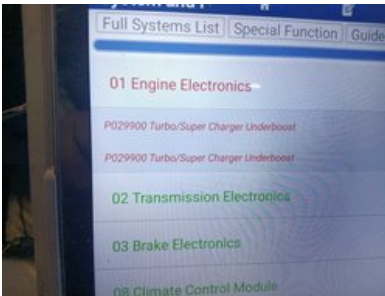 Full Systems List Special Function Guide
01 Engine Electronics
P029900 Turbo/Super Charger Underboost
P029900 Turbo/Super Charger Underboost
02 Transmission Electronics
03 Brake Electronics
08 Climate Control Module